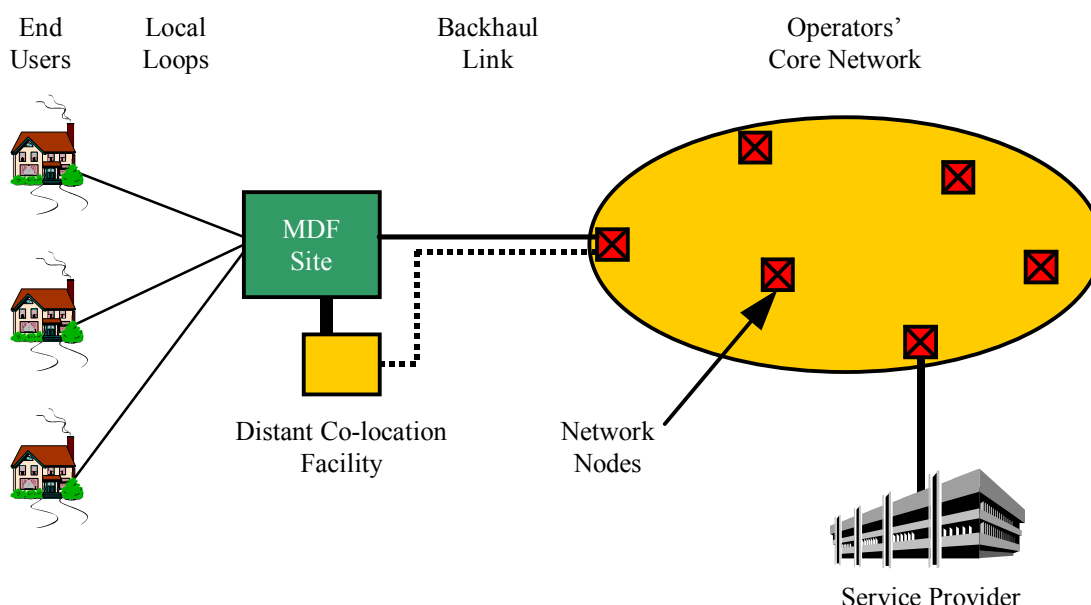 End
Users
Local
Loops
Backhaul
Link
Operators’
Core Network
MDF
Site
Distant Co-location
Facility
Network
Nodes
Service Provider